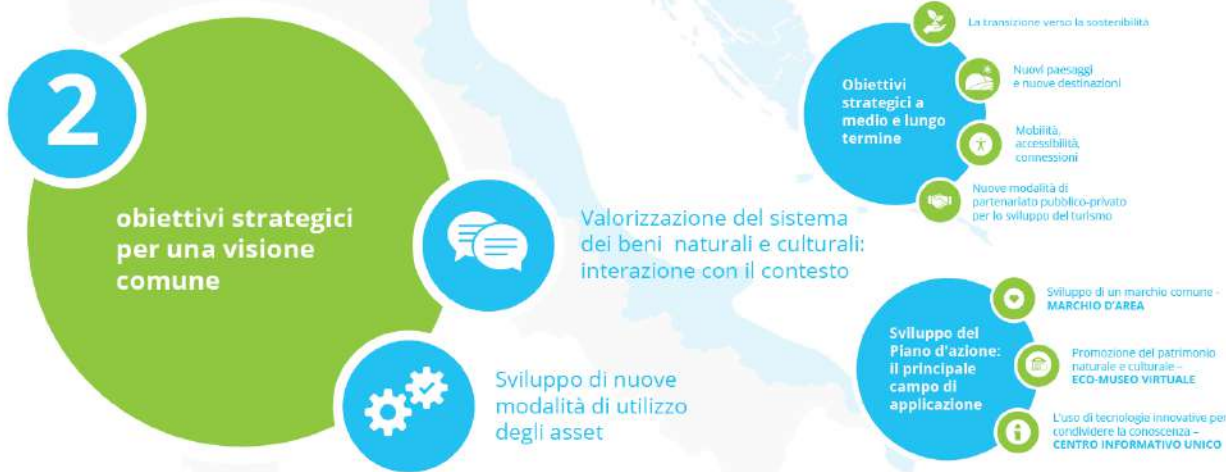 2
obiettivi strategici
per una visione
comune
Valorizzazione del sistema
dei beni naturali e culturali:
interazione con il contesto
Sviluppo di nuove
modalità di utilizzo
degli asset
Obiettivi
strategici a
medio e lungo
termine
La transizione verso la sostenibilità
Nuovi paesaggi
e nuove destinazioni
Mobilità,
accessibilità,
connessioni
Nuove modalità di
partenariato pubblico-privato
per lo sviluppo del turismo
Sviluppo del
Piano d'azione:
il principale
campo di
applicazione
Sviluppo di un marchio comune -
MARCHIO D'AREA
Promozione del patrimonio
naturale e culturale –
ECO-MUSEO VIRTUALE
L'uso di tecnologie innovative per
condividere la conoscenza –
CENTRO INFORMATIVO UNICO